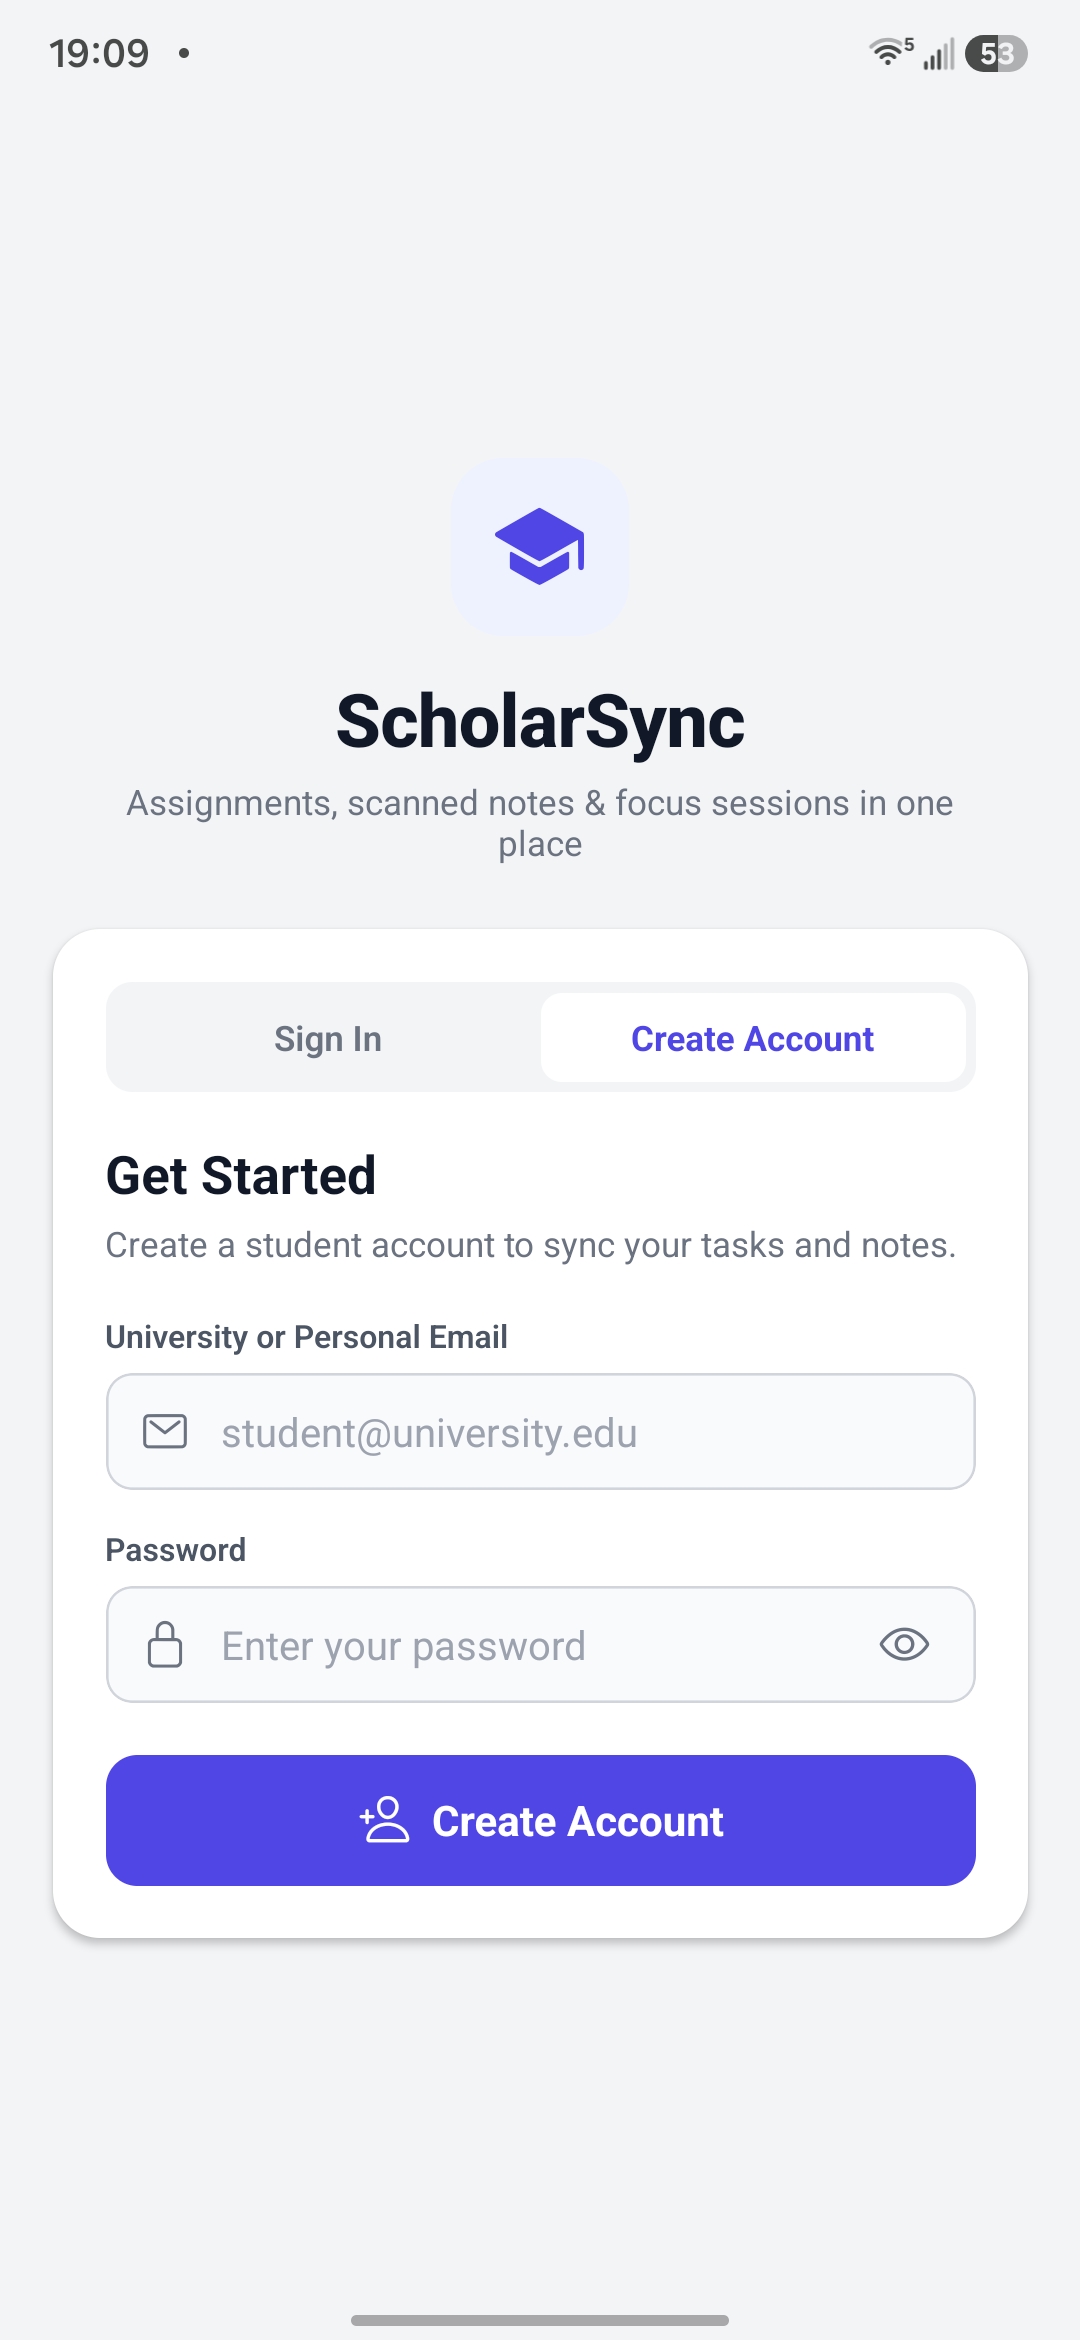 19:09
5
53
ScholarSync
Assignments, scanned notes & focus sessions in one
place
Sign In
Create Account
Get Started
Create a student account to sync your tasks and notes.
University or Personal Email
student@university.edu
Password
Enter your password
Create Account